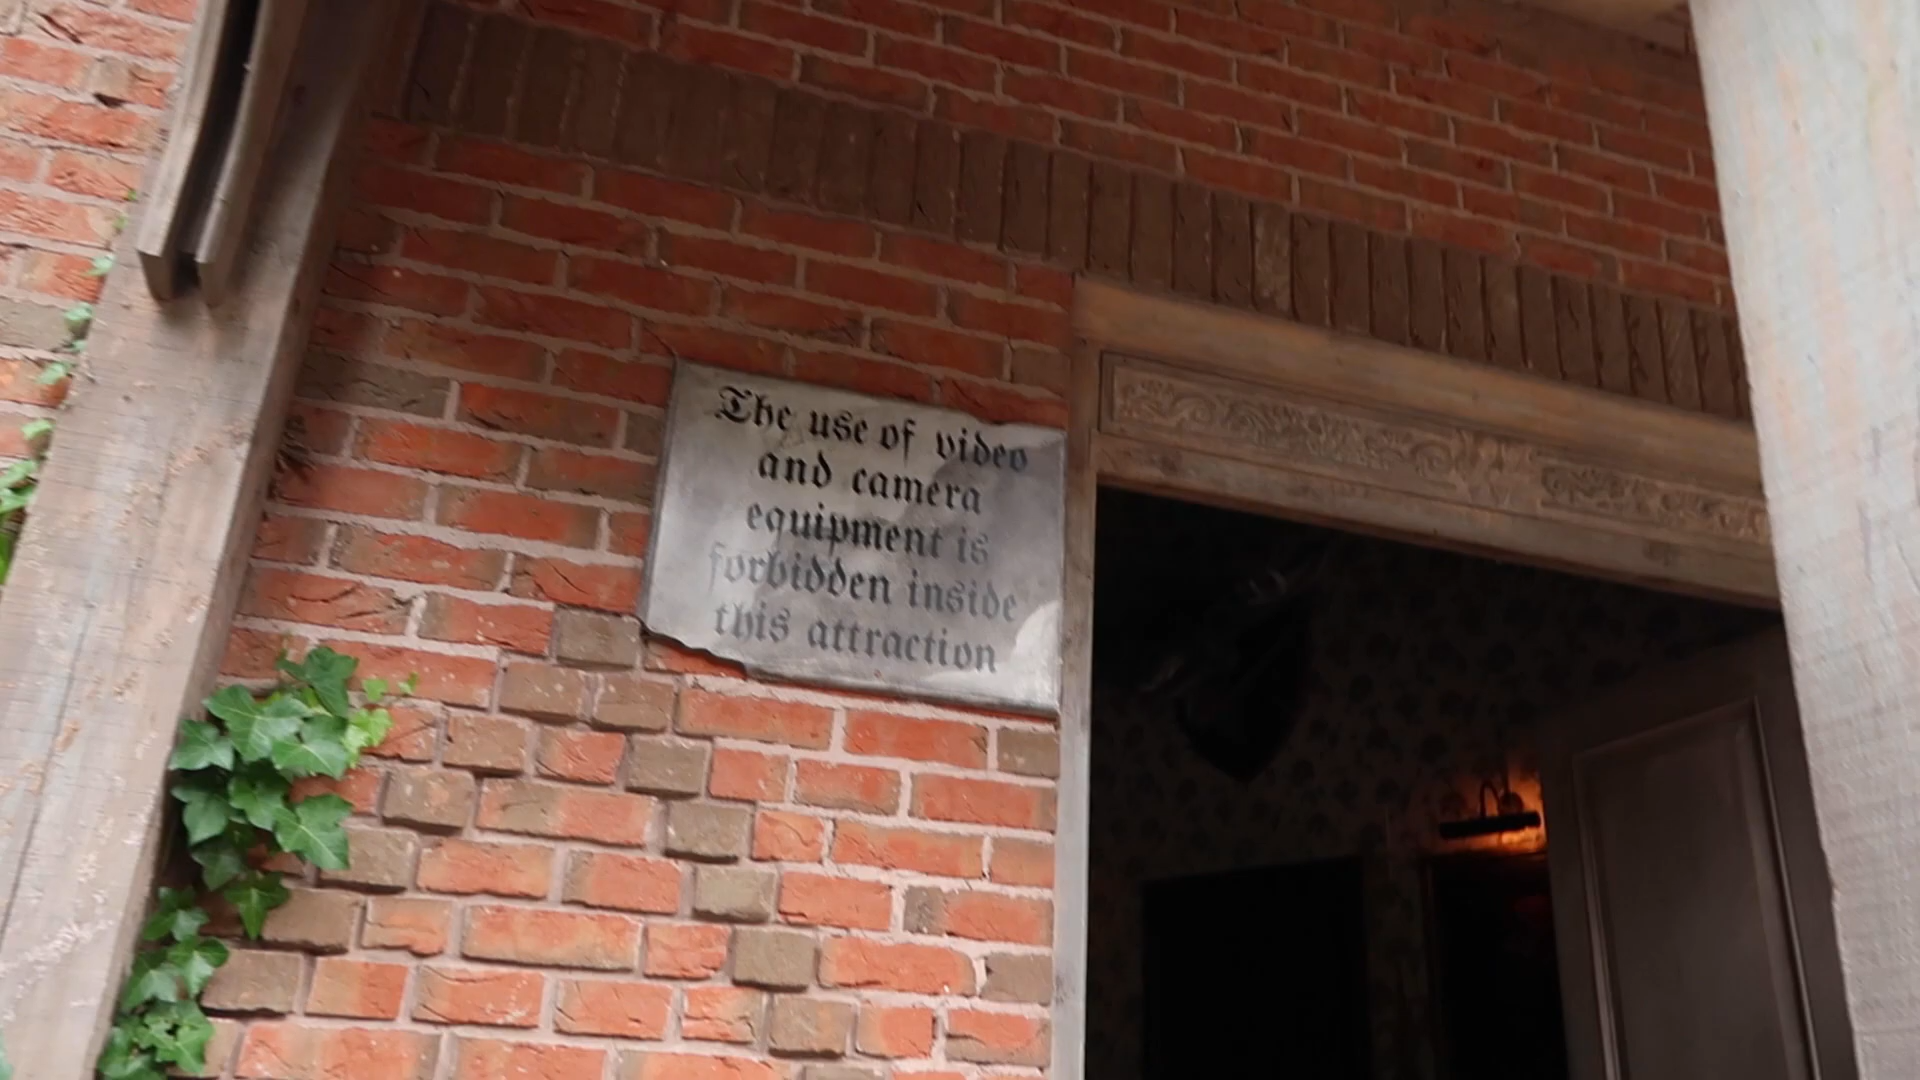 The use of video
and camera
equipment is
forbidden inside
this attraction